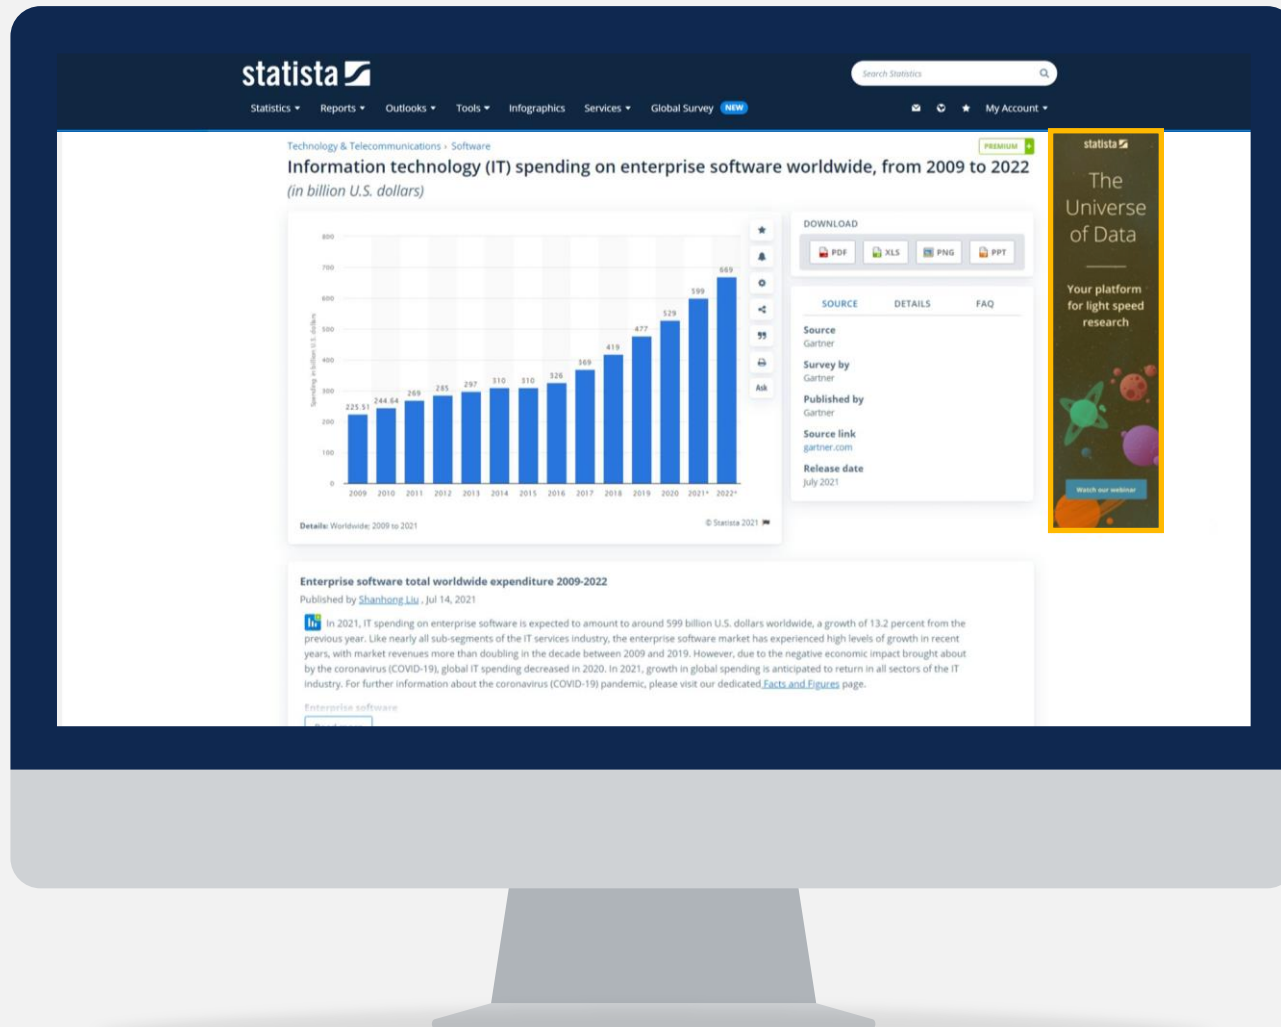 statista
Search Statistics
Statistics Reports Outlooks Tools Infographics Services Global Survey NEW My Account
Technology & Telecommunications › Software
PREMIUM +
Information technology (IT) spending on enterprise software worldwide, from 2009 to 2022
(in billion U.S. dollars)
Spending in billion U.S. dollars
800
700
600
500
400
300
200
100
0
225.51 244.64 269 285 297 310 310 326 369 419 477 529 599 669
2009 2010 2011 2012 2013 2014 2015 2016 2017 2018 2019 2020 2021* 2022*
Ask
Details: Worldwide; 2009 to 2021
© Statista 2021
DOWNLOAD
PDF XLS PNG PPT
SOURCE DETAILS FAQ
Source
Gartner
Survey by
Gartner
Published by
Gartner
Source link
gartner.com
Release date
July 2021
statista
The
Universe
of Data
Your platform
for light speed
research
Watch our webinar
Enterprise software total worldwide expenditure 2009-2022
Published by Shanhong Liu , Jul 14, 2021
In 2021, IT spending on enterprise software is expected to amount to around 599 billion U.S. dollars worldwide, a growth of 13.2 percent from the
previous year. Like nearly all sub-segments of the IT services industry, the enterprise software market has experienced high levels of growth in recent
years, with market revenues more than doubling in the decade between 2009 and 2019. However, due to the negative economic impact brought about
by the coronavirus (COVID-19), global IT spending decreased in 2020. In 2021, growth in global spending is anticipated to return in all sectors of the IT
industry. For further information about the coronavirus (COVID-19) pandemic, please visit our dedicated Facts and Figures page.
Enterprise software